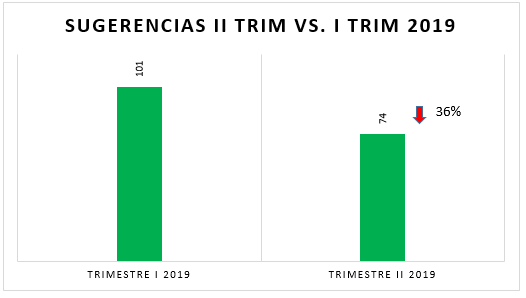 SUGERENCIAS II TRIM VS. I TRIM 2019
101
74
36%
TRIMESTRE I 2019
TRIMESTRE II 2019